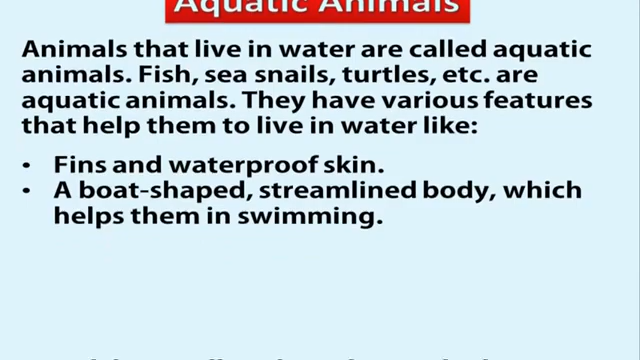 Aquatic Animals
Animals that live in water are called aquatic
animals. Fish, sea snails, turtles, etc. are
aquatic animals. They have various features
that help them to live in water like:
• Fins and waterproof skin.
• A boat-shaped, streamlined body, which
helps them in swimming.